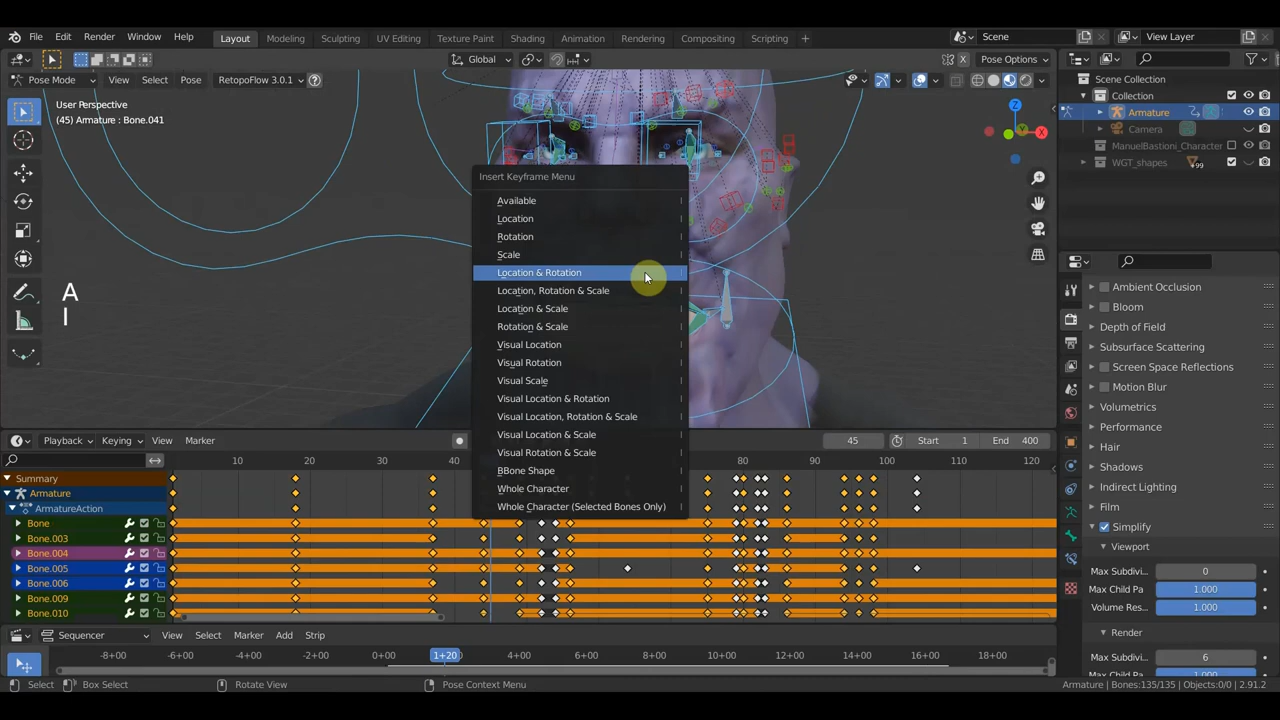 File Edit Render Window Help Layout Modeling Sculpting UV Editing Texture Paint Shading Animation Rendering Compositing Scripting + Scene View Layer
Global Pose Options
Pose Mode View Select Pose RetopoFlow 3.0.1 Scene Collection
User Perspective
(45) Armature : Bone.041
Collection
Armature
Camera
ManuelBastioni_Character
WGT_shapes 99
Z
X
Y
Insert Keyframe Menu
Available I
Location I
Rotation I
Scale I
Location & Rotation I
Location, Rotation & Scale I
Location & Scale I
Rotation & Scale I
Visual Location I
Visual Rotation I
Visual Scale I
Visual Location & Rotation I
Visual Location, Rotation & Scale I
Visual Location & Scale I
Visual Rotation & Scale I
BBone Shape I
Whole Character I
Whole Character (Selected Bones Only) I
A
I
Ambient Occlusion
Bloom
Depth of Field
Subsurface Scattering
Screen Space Reflections
Motion Blur
Volumetrics
Performance
Hair
Shadows
Indirect Lighting
Film
Simplify
Viewport
Max Subdivi 0
Max Child Pa 1.000
Volume Res... 1.000
Render
Max Subdivi 6
Playback Keying View Marker 45 Start 1 End 400
10 20 30 40 80 90 100 110 120
Summary
Armature
ArmatureAction
Bone
Bone.003
Bone.004
Bone.005
Bone.006
Bone.009
Bone.010
Sequencer View Select Marker Add Strip
-8+00 -6+00 -4+00 -2+00 0+00 1+20 4+00 6+00 8+00 10+00 12+00 14+00 16+00 18+00
Select Box Select Rotate View Pose Context Menu Armature | Bones:135/135 | Objects:0/0 | 2.91.2